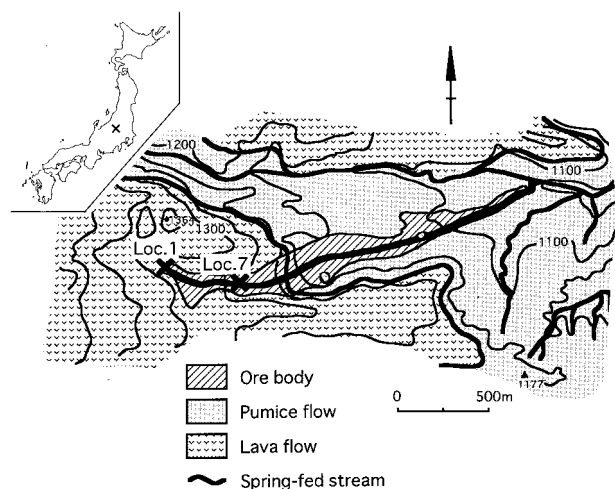 1200
1100
1354
1300
Loc.1
Loc.7
1100
1177
Ore body
Pumice flow
Lava flow
Spring-fed stream
0 500m